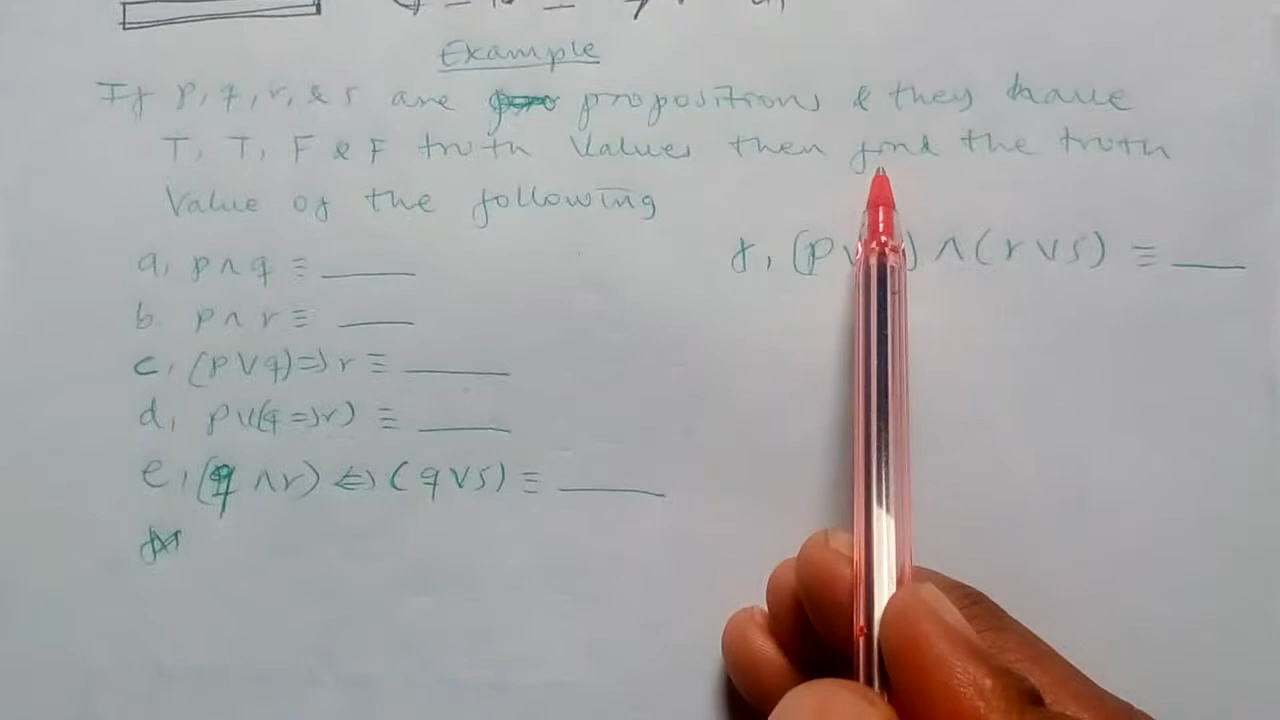 Example
If p, q, r, & s are propositions & they have
T, T, F & F truth values then find the truth
Value of the following
a, p ∧ q ≡ ____
b. p ∧ r ≡ ____
c, (p ∨ q) => r ≡ ____
d, p ∨ (q => r) ≡ ____
e, (q ∧ r) <=> (q ∨ s) ≡ ____
f, (p ∨ ) ∧ (r ∨ s) ≡ ____